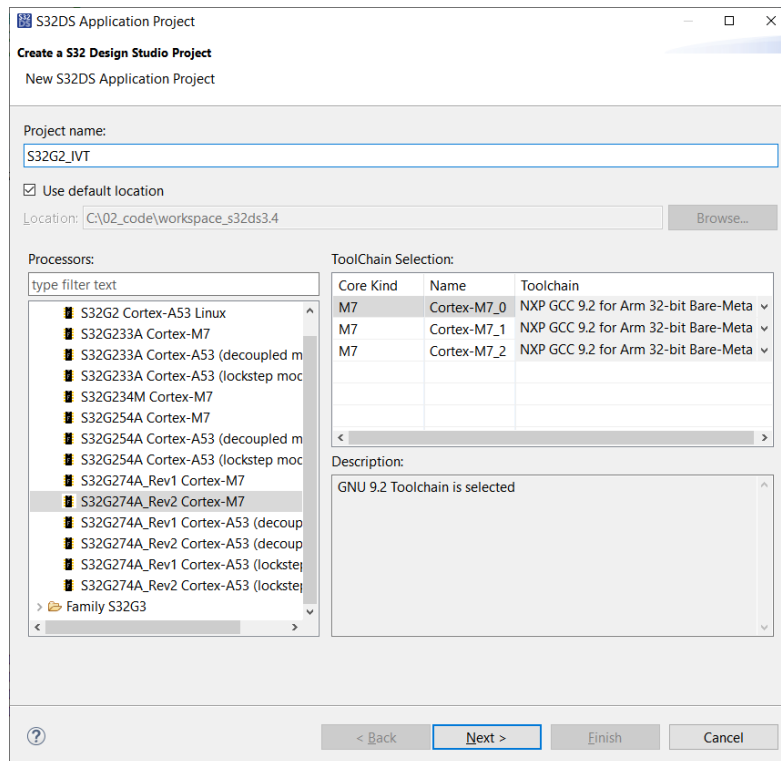 S32DS Application Project
Create a S32 Design Studio Project
New S32DS Application Project
Project name:
S32G2_IVT
Use default location
Location: C:\02_code\workspace_s32ds3.4 Browse...
Processors:
type filter text
S32G2 Cortex-A53 Linux
S32G233A Cortex-M7
S32G233A Cortex-A53 (decoupled m
S32G233A Cortex-A53 (lockstep moc
S32G234M Cortex-M7
S32G254A Cortex-M7
S32G254A Cortex-A53 (decoupled m
S32G254A Cortex-A53 (lockstep moc
S32G274A_Rev1 Cortex-M7
S32G274A_Rev2 Cortex-M7
S32G274A_Rev1 Cortex-A53 (decoup
S32G274A_Rev2 Cortex-A53 (decoup
S32G274A_Rev1 Cortex-A53 (lockste
S32G274A_Rev2 Cortex-A53 (lockste
Family S32G3
ToolChain Selection:
Core Kind Name Toolchain
M7 Cortex-M7_0 NXP GCC 9.2 for Arm 32-bit Bare-Meta
M7 Cortex-M7_1 NXP GCC 9.2 for Arm 32-bit Bare-Meta
M7 Cortex-M7_2 NXP GCC 9.2 for Arm 32-bit Bare-Meta
Description:
GNU 9.2 Toolchain is selected
? < Back Next > Finish Cancel